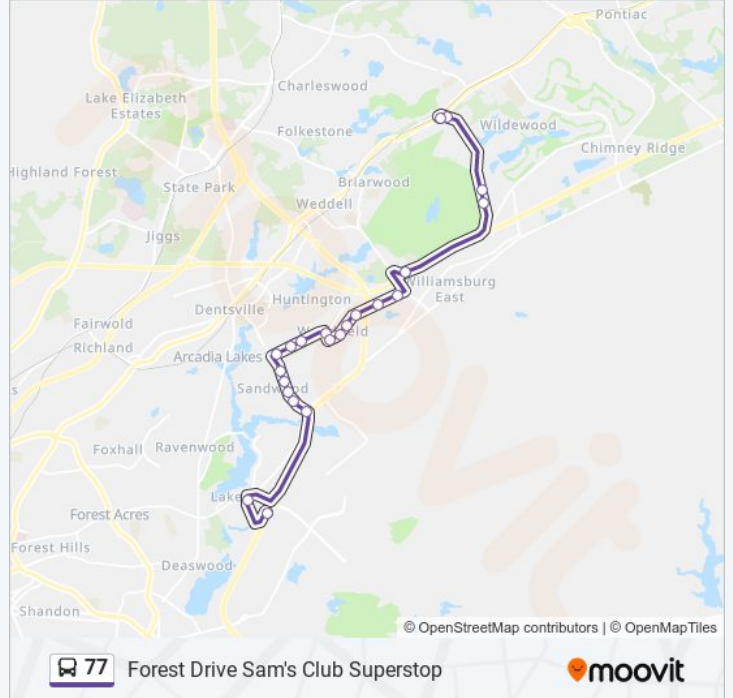 Pontiac
Charleswood
Lake Elizabeth
Estates
Folkestone
Wildewood
Chimney Ridge
Highland Forest
Briarwood
State Park
Weddell
Jiggs
Williamsburg
East
Huntington
Dentsville
Fairwold
Richland
Arcadia Lakes
Sandwood
Foxhall
Ravenwood
Lake
Forest Acres
Forest Hills
Deaswood
Shandon
moovit
© OpenStreetMap contributors | © OpenMapTiles
77
Forest Drive Sam's Club Superstop
moovit